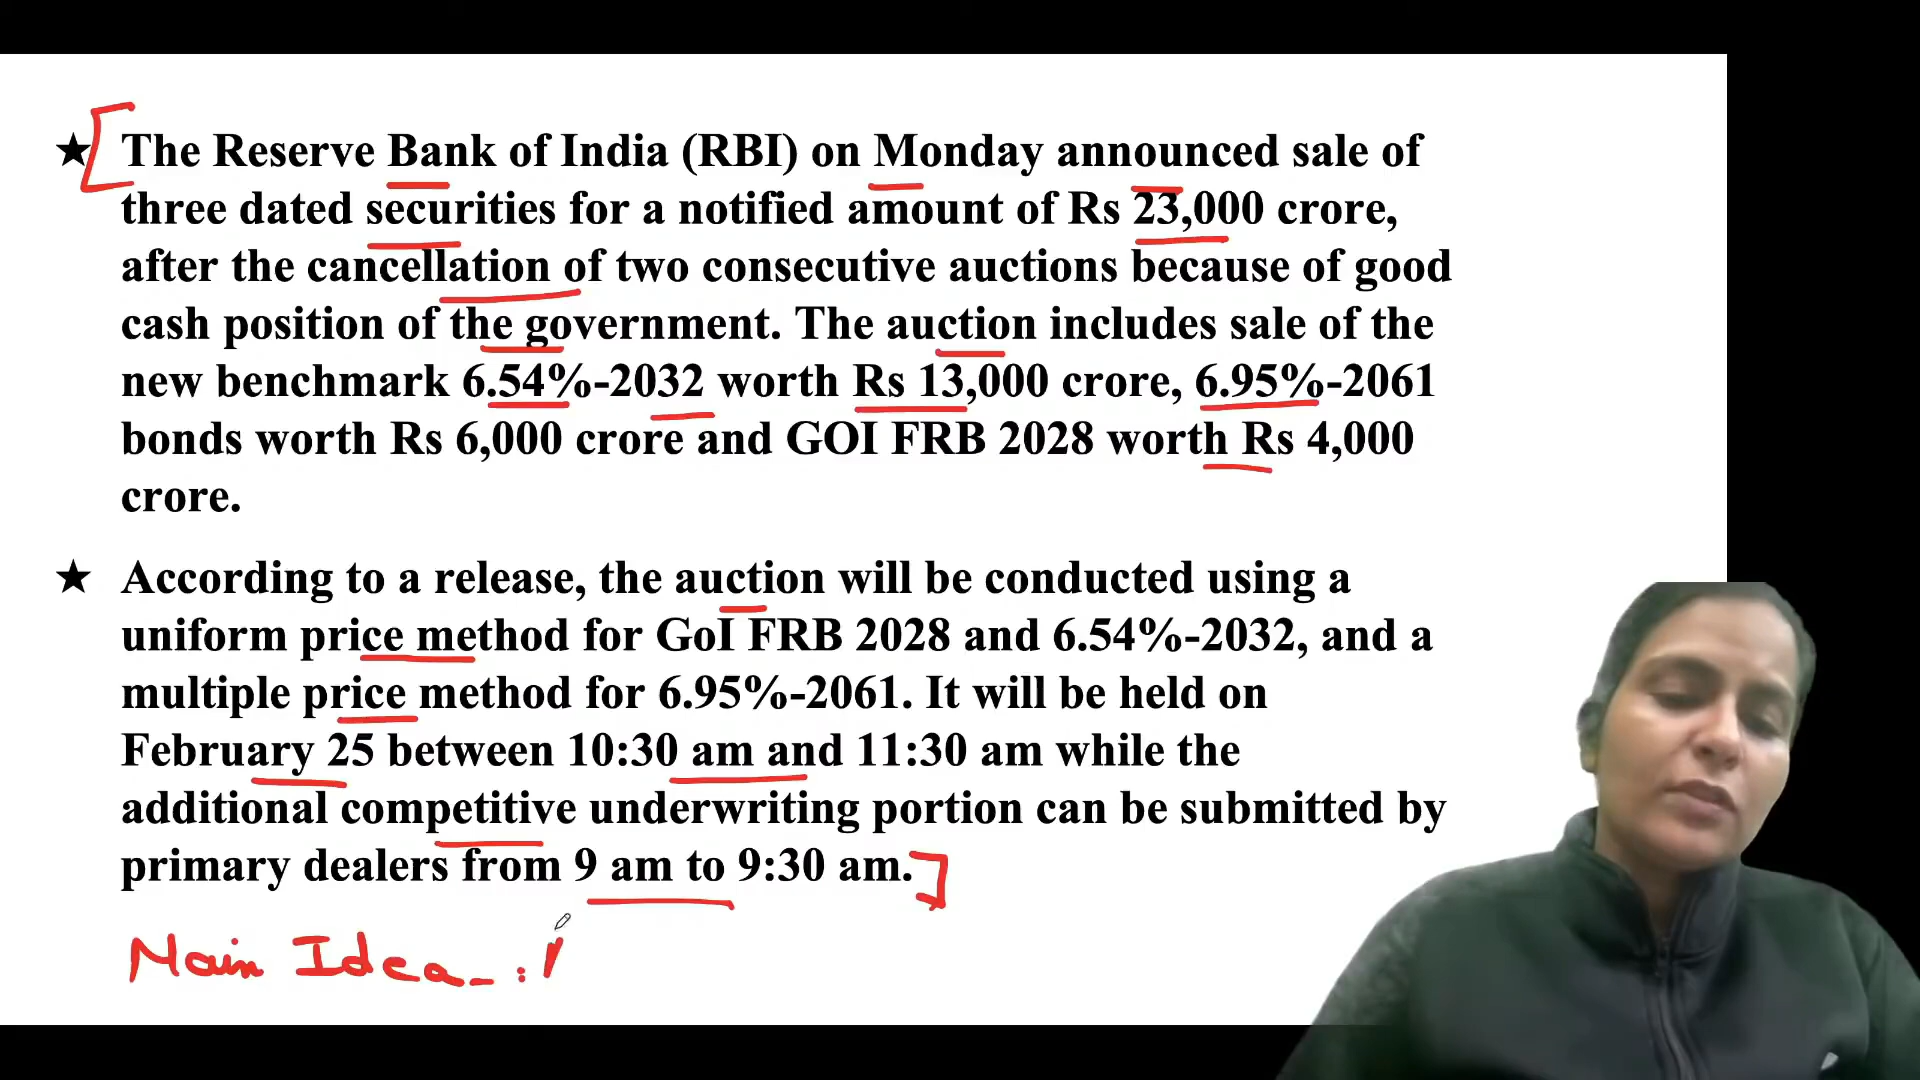 ★ The Reserve Bank of India (RBI) on Monday announced sale of
three dated securities for a notified amount of Rs 23,000 crore,
after the cancellation of two consecutive auctions because of good
cash position of the government. The auction includes sale of the
new benchmark 6.54%-2032 worth Rs 13,000 crore, 6.95%-2061
bonds worth Rs 6,000 crore and GOI FRB 2028 worth Rs 4,000
crore.
★ According to a release, the auction will be conducted using a
uniform price method for GoI FRB 2028 and 6.54%-2032, and a
multiple price method for 6.95%-2061. It will be held on
February 25 between 10:30 am and 11:30 am while the
additional competitive underwriting portion can be submitted by
primary dealers from 9 am to 9:30 am.
Main Idea :